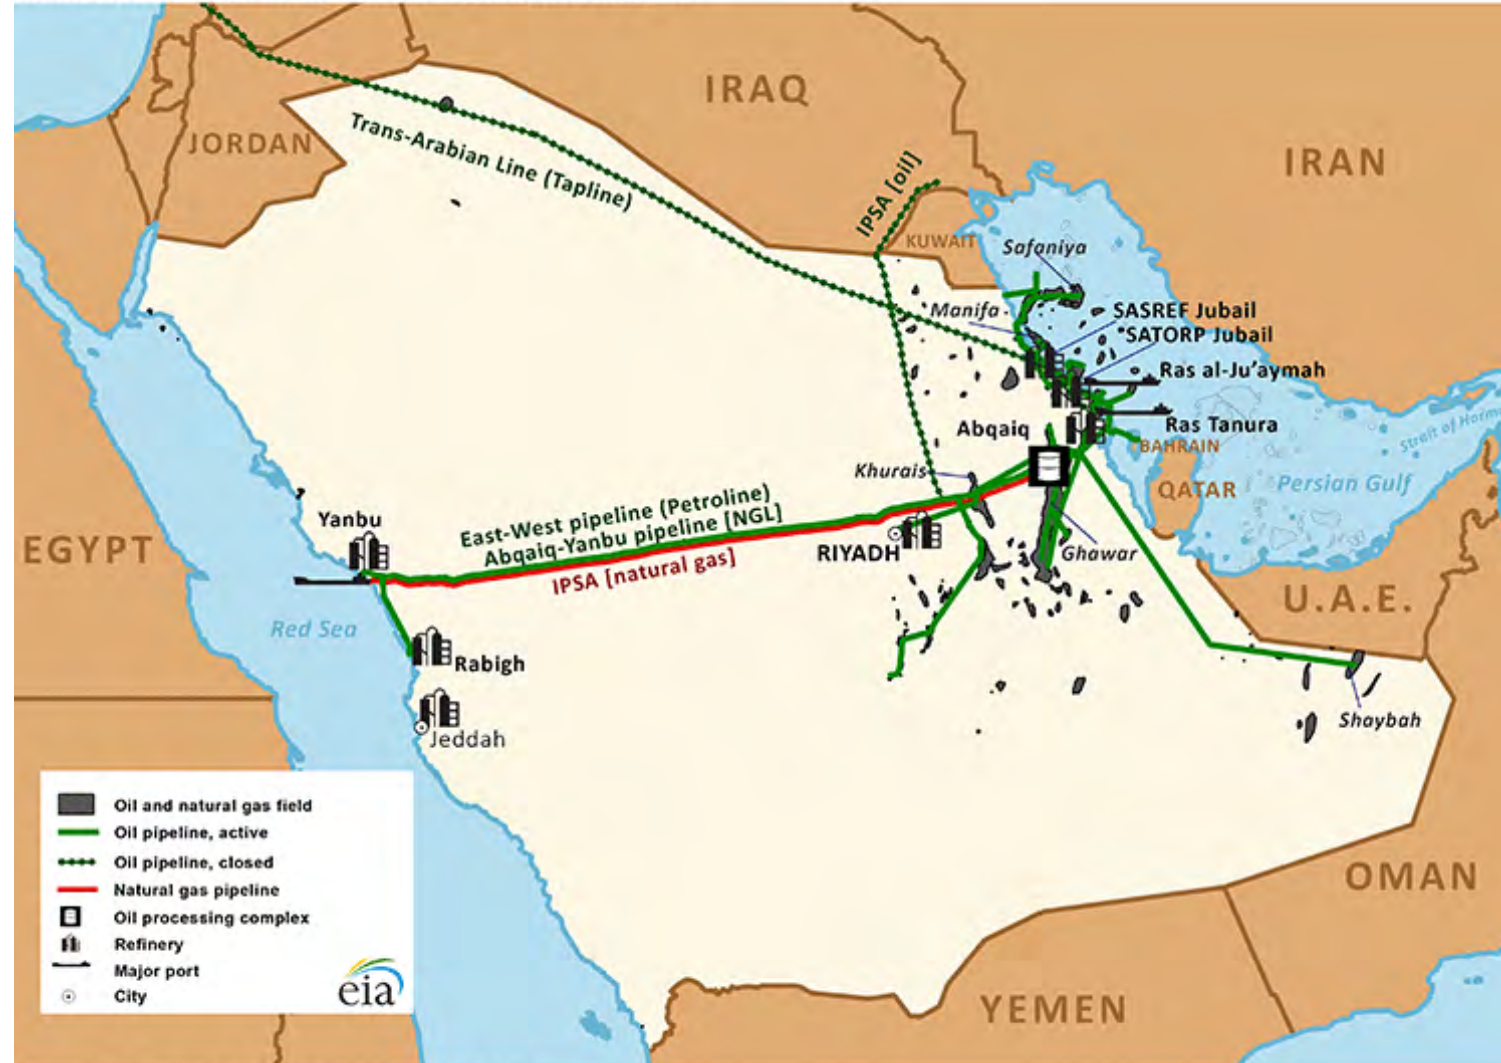 IRAQ
JORDAN
IRAN
Trans-Arabian Line (Tapline)
IPSA [oil]
KUWAIT
Safaniya
Manifa
SASREF Jubail
SATORP Jubail
Ras al-Ju'aymah
Ras Tanura
Abqaiq
BAHRAIN
Strait of
Khurais
QATAR
Persian Gulf
Yanbu
East-West pipeline (Petroline)
Abqaiq-Yanbu pipeline [NGL]
IPSA [natural gas]
RIYADH
Ghawar
EGYPT
U.A.E.
Red Sea
Rabigh
Shaybah
Jeddah
Oil and natural gas field
Oil pipeline, active
Oil pipeline, closed
Natural gas pipeline
Oil processing complex
Refinery
Major port
City
eia
OMAN
YEMEN